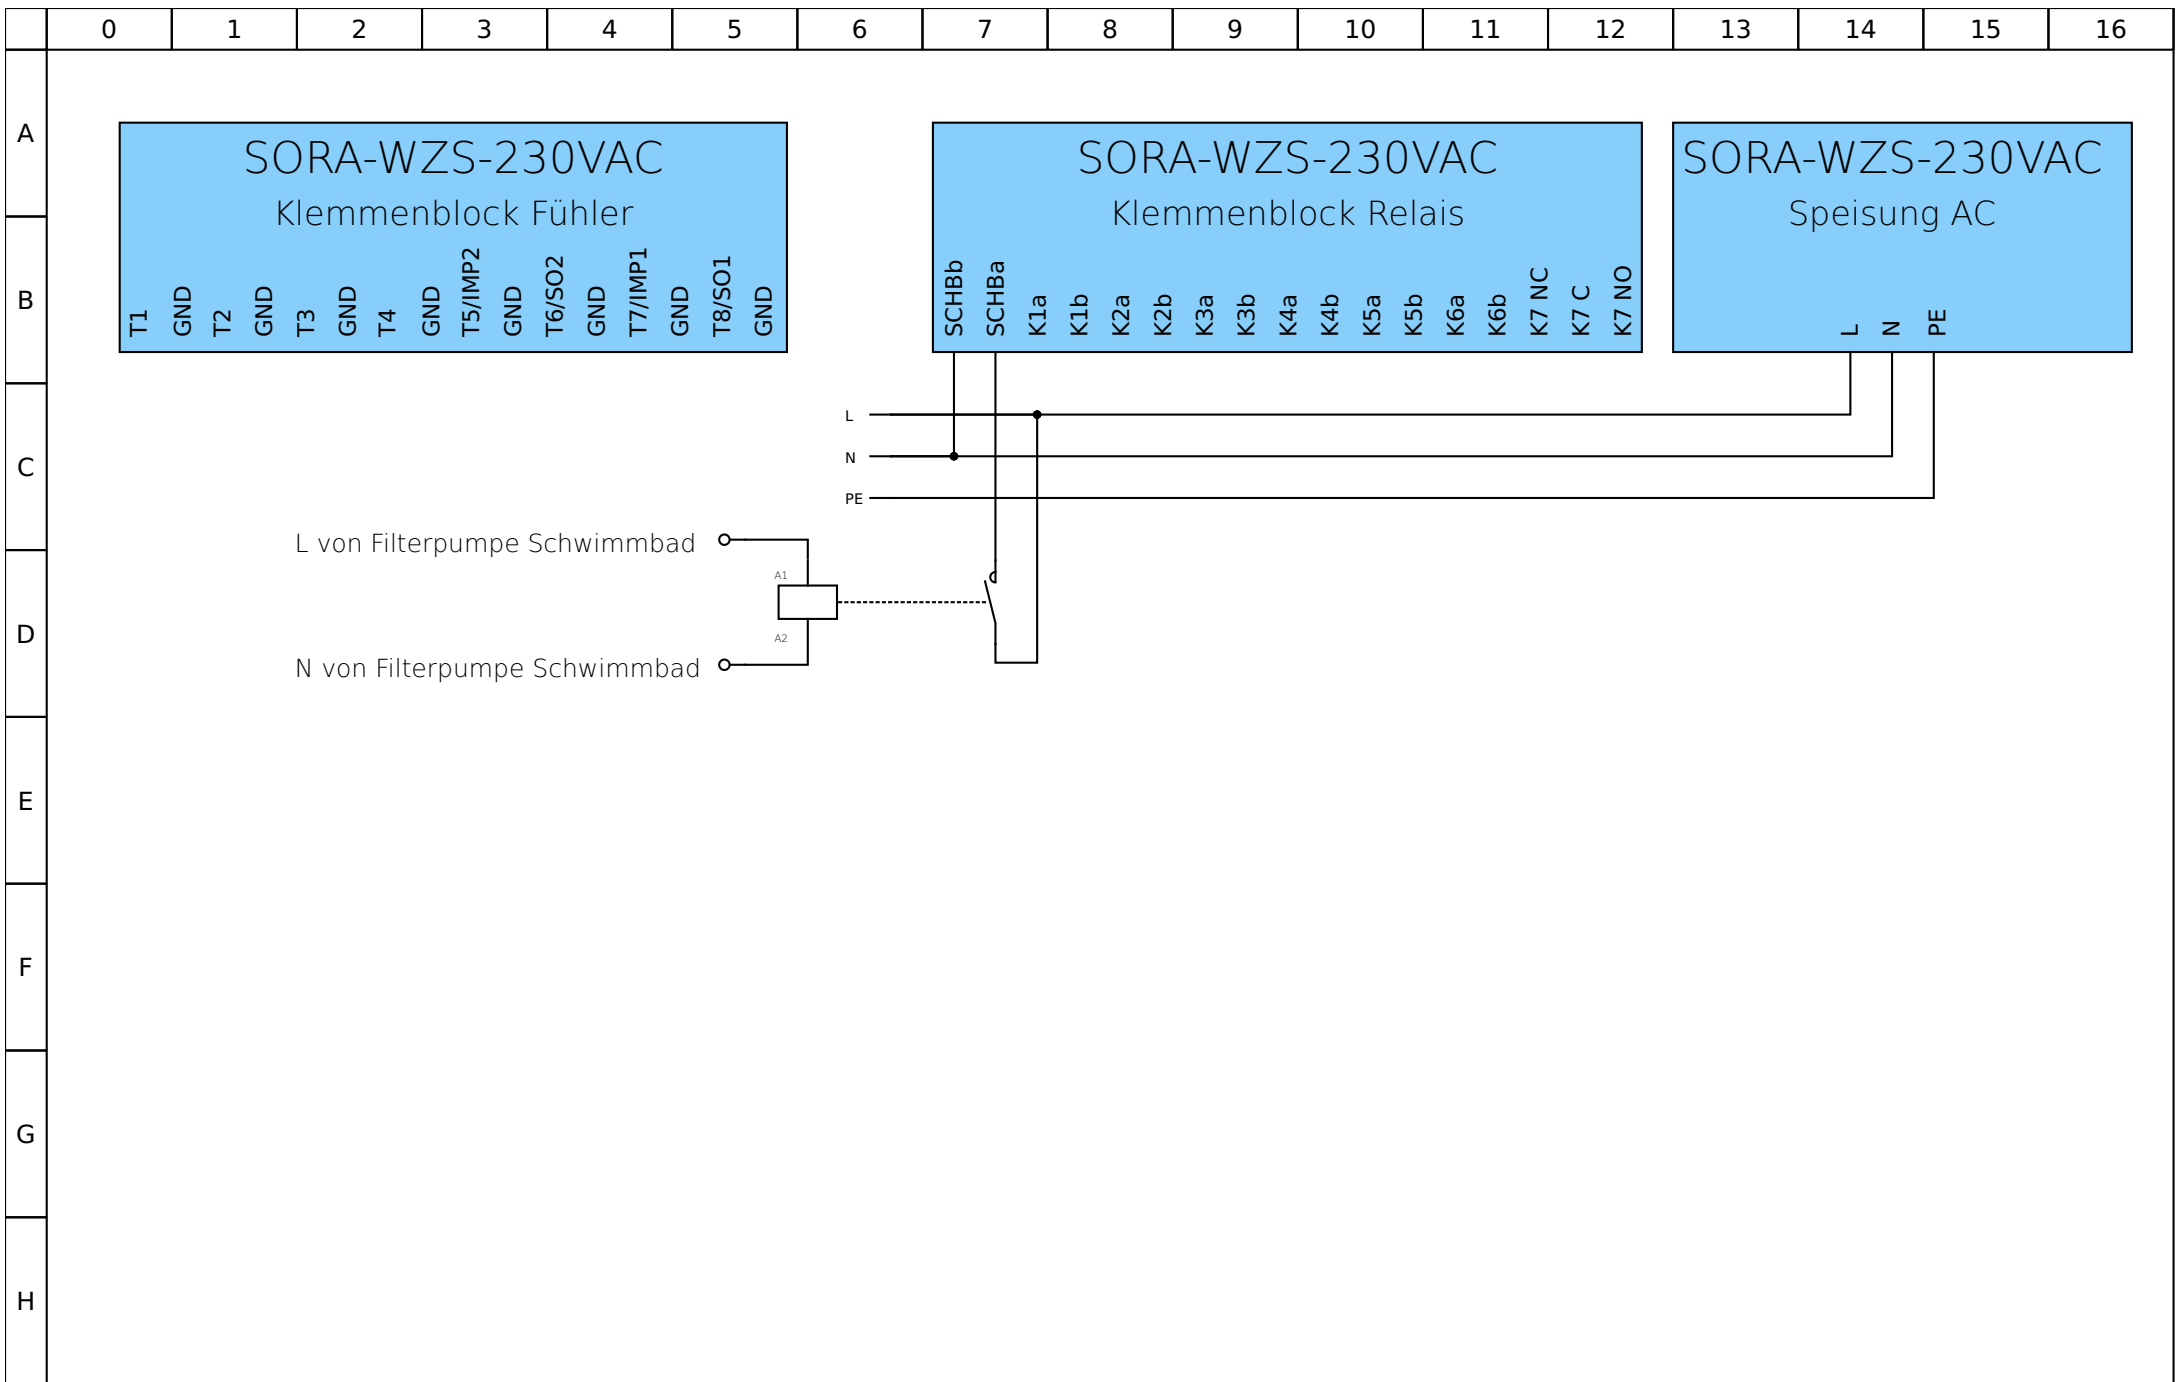 0 1 2 3 4 5 6 7 8 9 10 11 12 13 14 15 16
A
SORA-WZS-230VAC
Klemmenblock Fühler
T1 GND T2 GND T3 GND T4 GND T5/IMP2 GND T6/SO2 GND T7/IMP1 GND T8/SO1 GND
SORA-WZS-230VAC
Klemmenblock Relais
SCHBb SCHBa K1a K1b K2a K2b K3a K3b K4a K4b K5a K5b K6a K6b K7 NC K7 C K7 NO
SORA-WZS-230VAC
Speisung AC
L N PE
B
C
L
N
PE
L von Filterpumpe Schwimmbad
A1
D
A2
N von Filterpumpe Schwimmbad
E
F
G
H